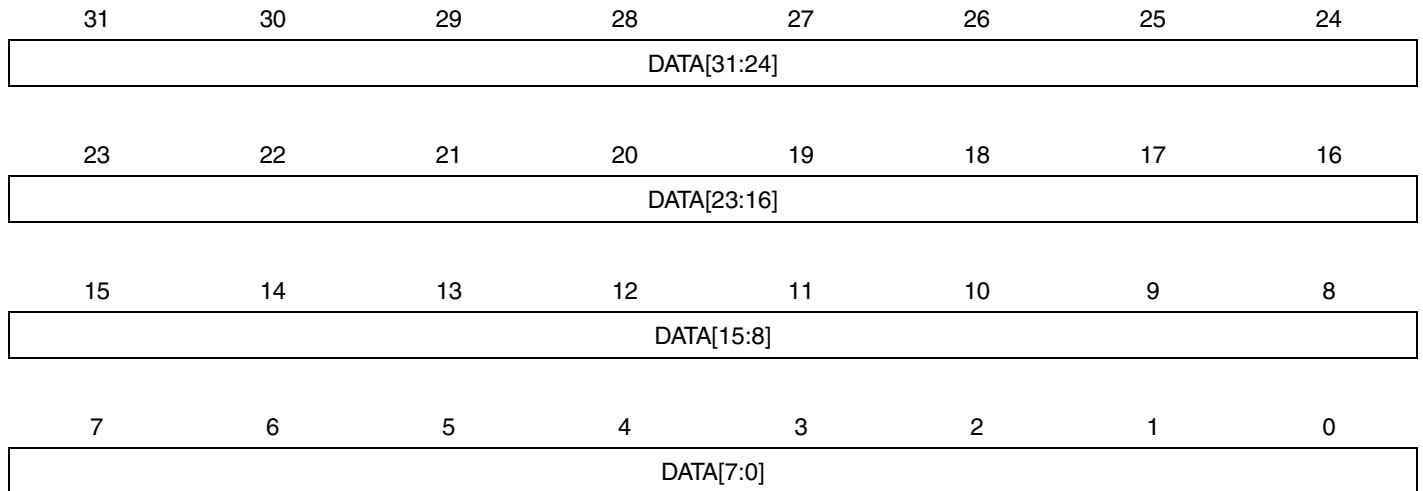 31 30 29 28 27 26 25 24
DATA[31:24]
23 22 21 20 19 18 17 16
DATA[23:16]
15 14 13 12 11 10 9 8
DATA[15:8]
7 6 5 4 3 2 1 0
DATA[7:0]